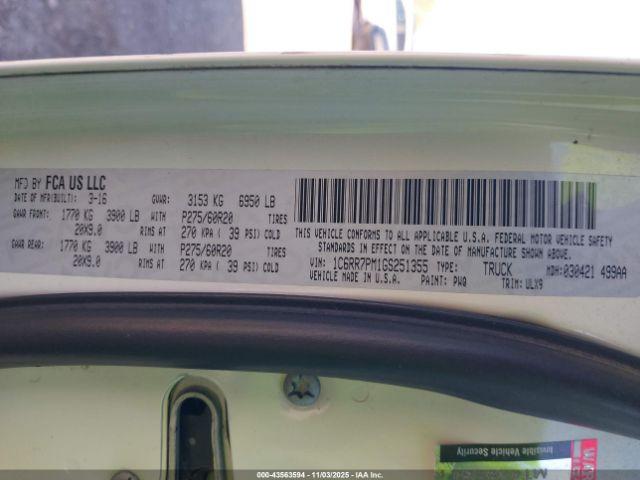 MFD BY FCA US LLC
DATE OF MFR(BUILT): 3-16 GVWR: 3153 KG 6950 LB
GAWR FRONT: 1770 KG 3900 LB WITH P275/60R20 TIRES
20X9.0 RIMS AT 270 KPA ( 39 PSI) COLD
GAWR REAR: 1770 KG 3900 LB WITH P275/60R20 TIRES
20X9.0 RIMS AT 270 KPA ( 39 PSI) COLD
THIS VEHICLE CONFORMS TO ALL APPLICABLE U.S.A. FEDERAL MOTOR VEHICLE SAFETY
STANDARDS IN EFFECT ON THE DATE OF MANUFACTURE SHOWN ABOVE.
VIN: 1C6RR7PM1GS251355 TYPE: TRUCK MDH:030421 499AA
VEHICLE MADE IN U.S.A. PAINT: PWQ TRIM: ULX9
Invisible Vehicle Security
000-43563594 - 11/03/2025 - IAA Inc.